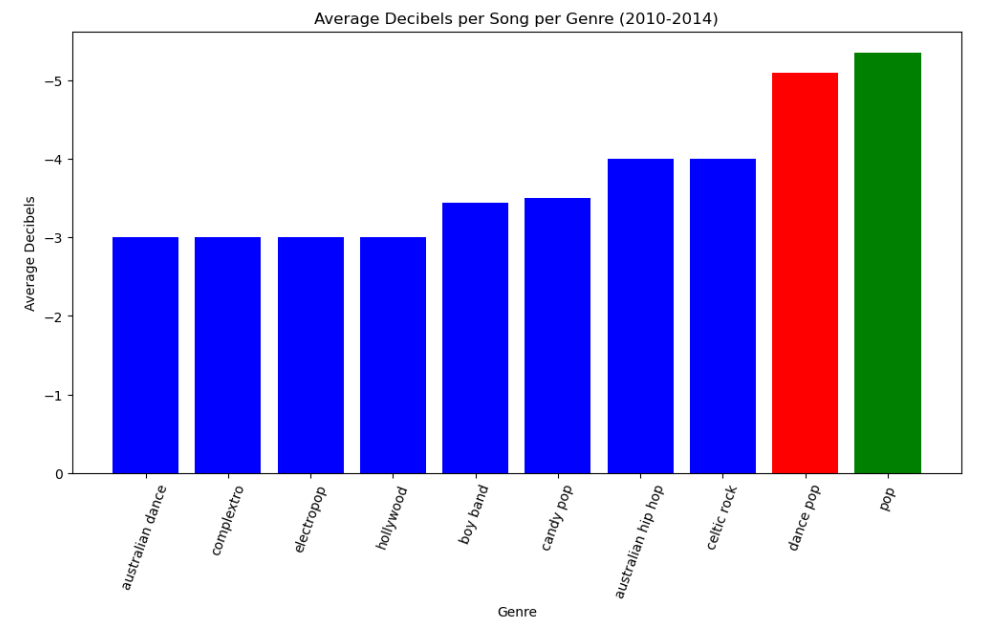 Average Decibels per Song per Genre (2010-2014)
Average Decibels
−5
−4
−3
−2
−1
0
australian dance
complextro
electropop
hollywood
boy band
candy pop
australian hip hop
celtic rock
dance pop
pop
Genre